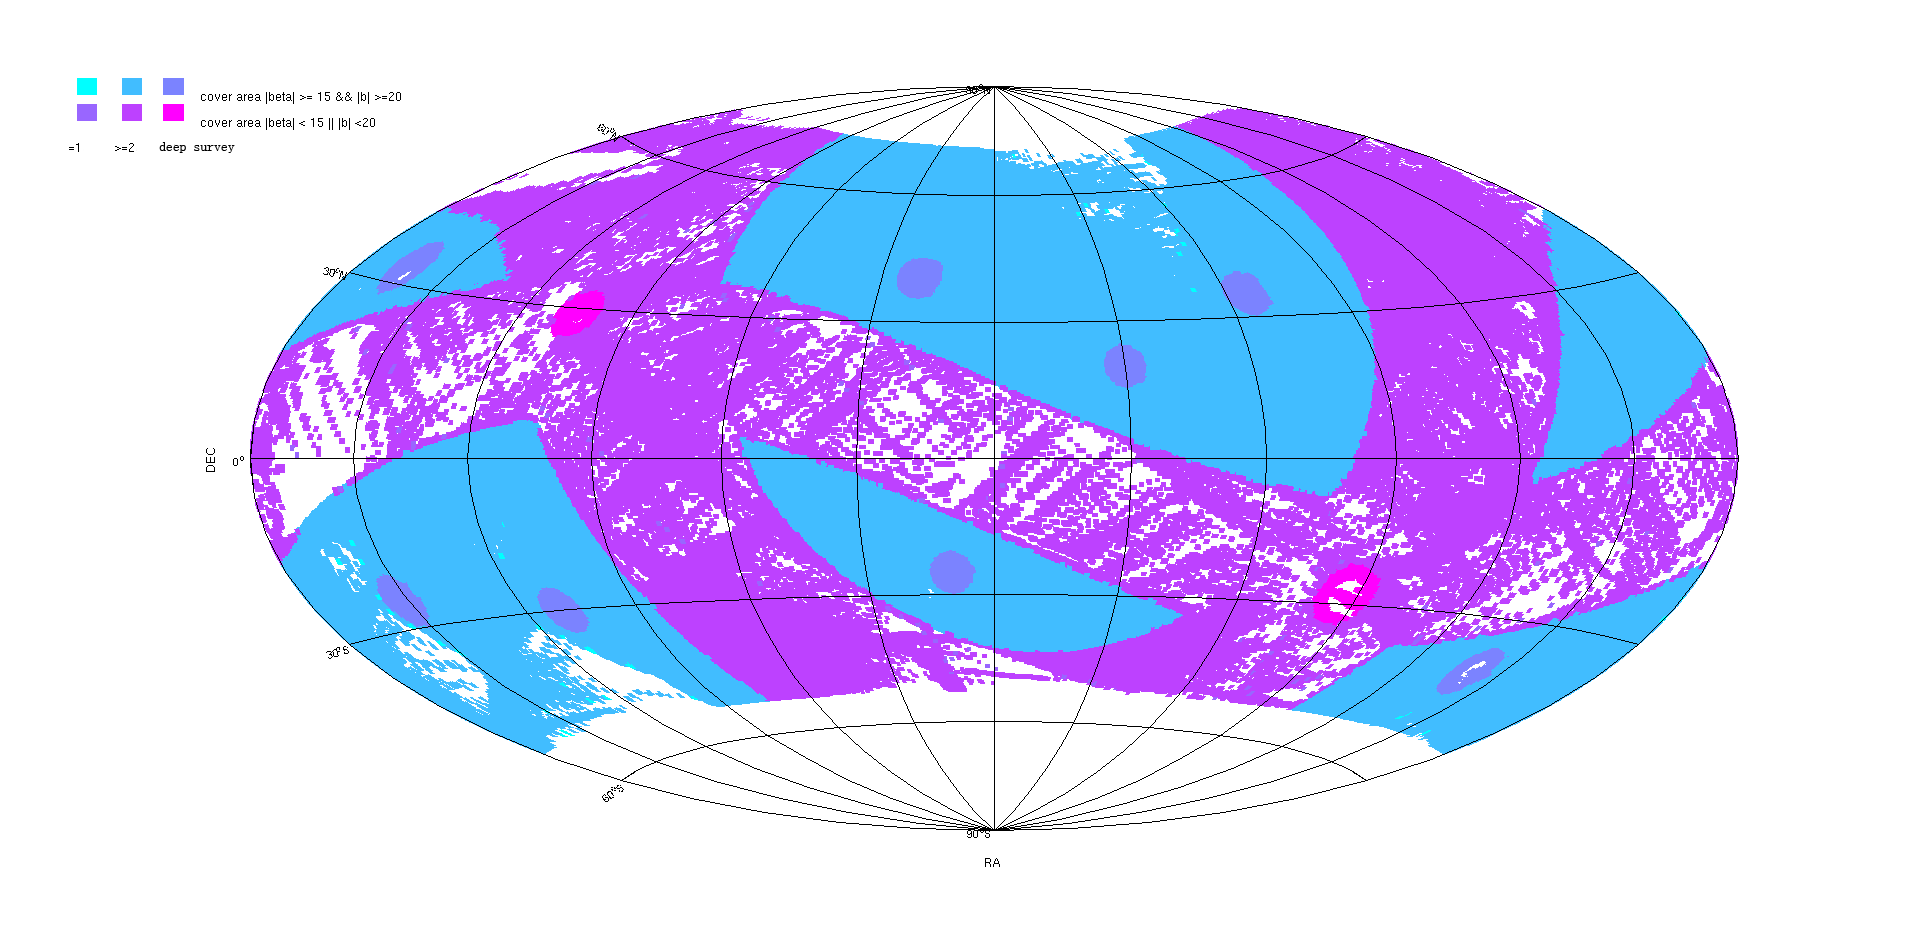 cover area |beta| >= 15 && |b| >=20
cover area |beta| < 15 || |b| <20
=1 >=2 deep survey
90°N
60°N
30°N
DEC
0°
30°S
60°S
90°S
RA